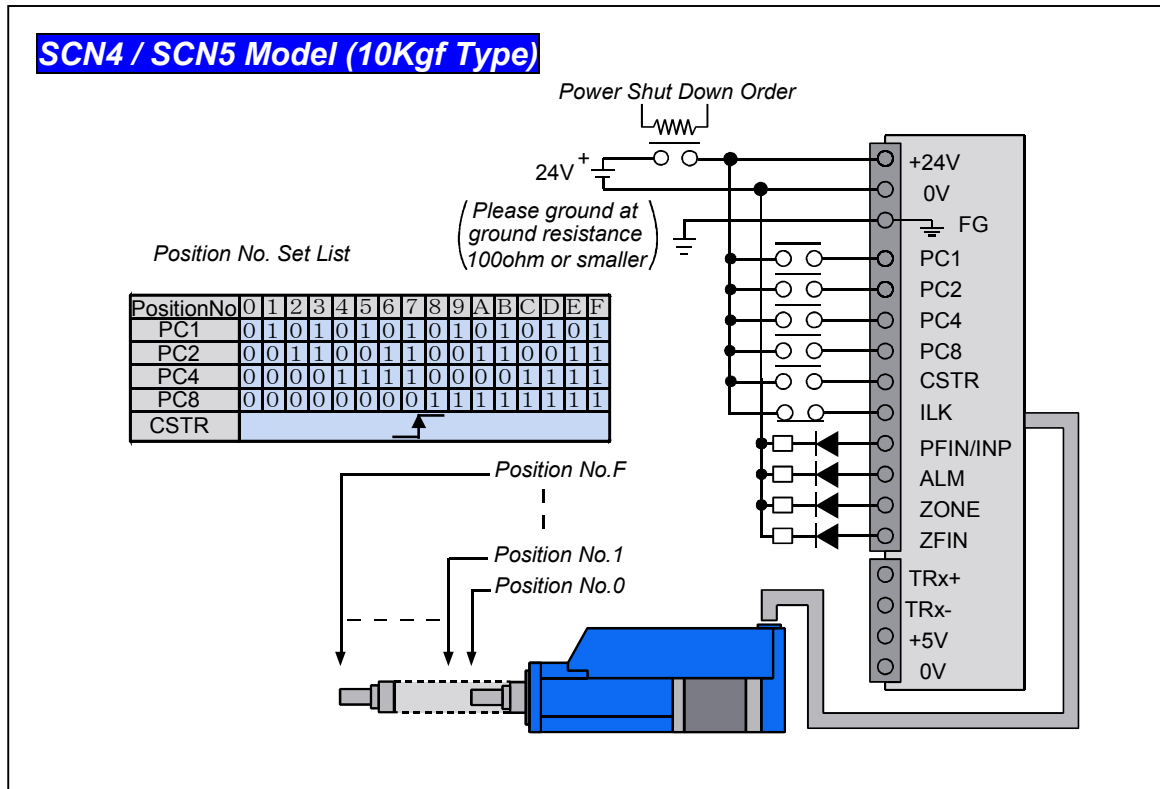 SCN4 / SCN5 Model (10Kgf Type)
Power Shut Down Order
24V +
(Please ground at
ground resistance
100ohm or smaller)
+24V
0V
FG
PC1
PC2
PC4
PC8
CSTR
ILK
PFIN/INP
ALM
ZONE
ZFIN
TRx+
TRx-
+5V
0V
Position No. Set List
PositionNo 0 1 2 3 4 5 6 7 8 9 A B C D E F
PC1 0 1 0 1 0 1 0 1 0 1 0 1 0 1 0 1
PC2 0 0 1 1 0 0 1 1 0 0 1 1 0 0 1 1
PC4 0 0 0 0 1 1 1 1 0 0 0 0 1 1 1 1
PC8 0 0 0 0 0 0 0 0 1 1 1 1 1 1 1 1
CSTR
Position No.F
Position No.1
Position No.0